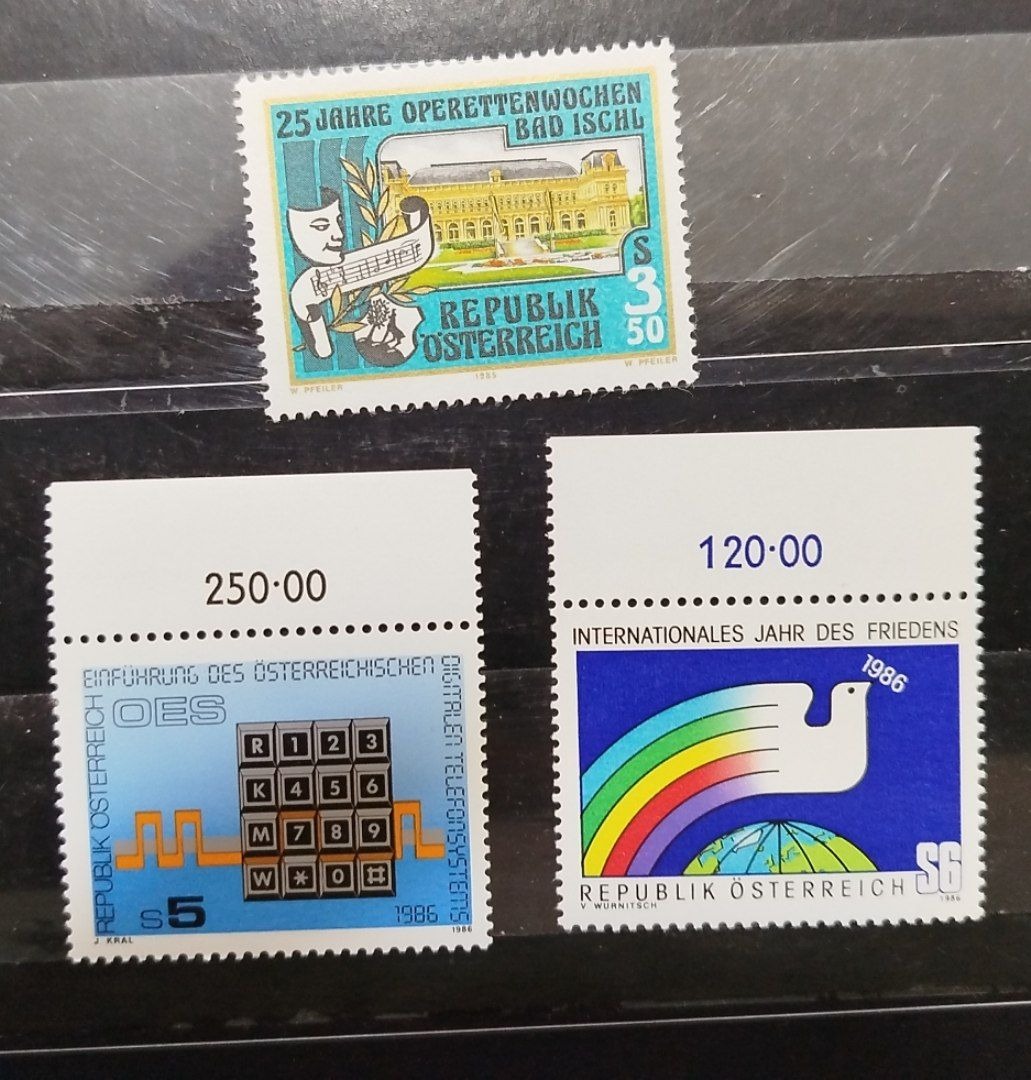 25 JAHRE OPERETTENWOCHEN
BAD ISCHL
S
3
50
REPUBLIK
ÖSTERREICH
W PFEILER
1985
W. PFEILER
250·00
EINFÜHRUNG DES ÖSTERREICHISCHEN
DIGITALEN TELEFONSYSTEMS
OES
REPUBLIK ÖSTERREICH
R 1 2 3
K 4 5 6
M 7 8 9
W * 0 #
S5
1986
J. KRAL
1986
120·00
INTERNATIONALES JAHR DES FRIEDENS
1986
S6
REPUBLIK ÖSTERREICH
V WURNITSCH
1986